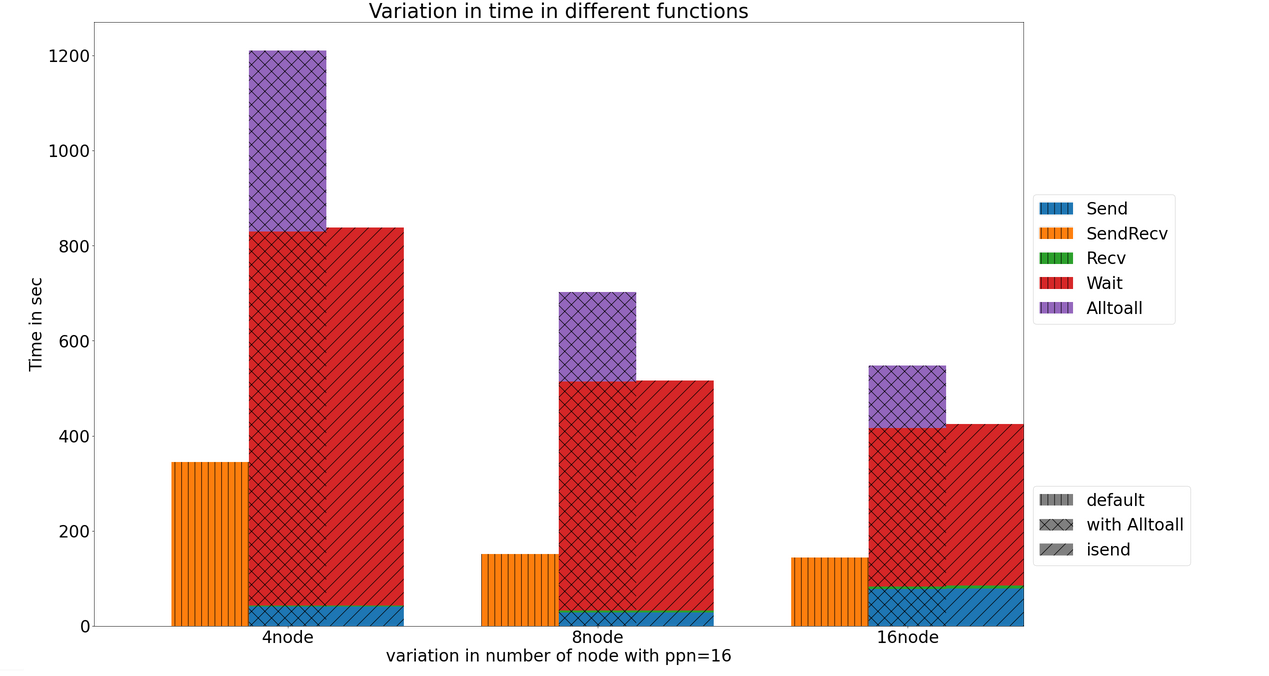 Variation in time in different functions
1200
1000
800
600
400
200
0
Time in sec
4node
8node
16node
variation in number of node with ppn=16
Send
SendRecv
Recv
Wait
Alltoall
default
with Alltoall
isend